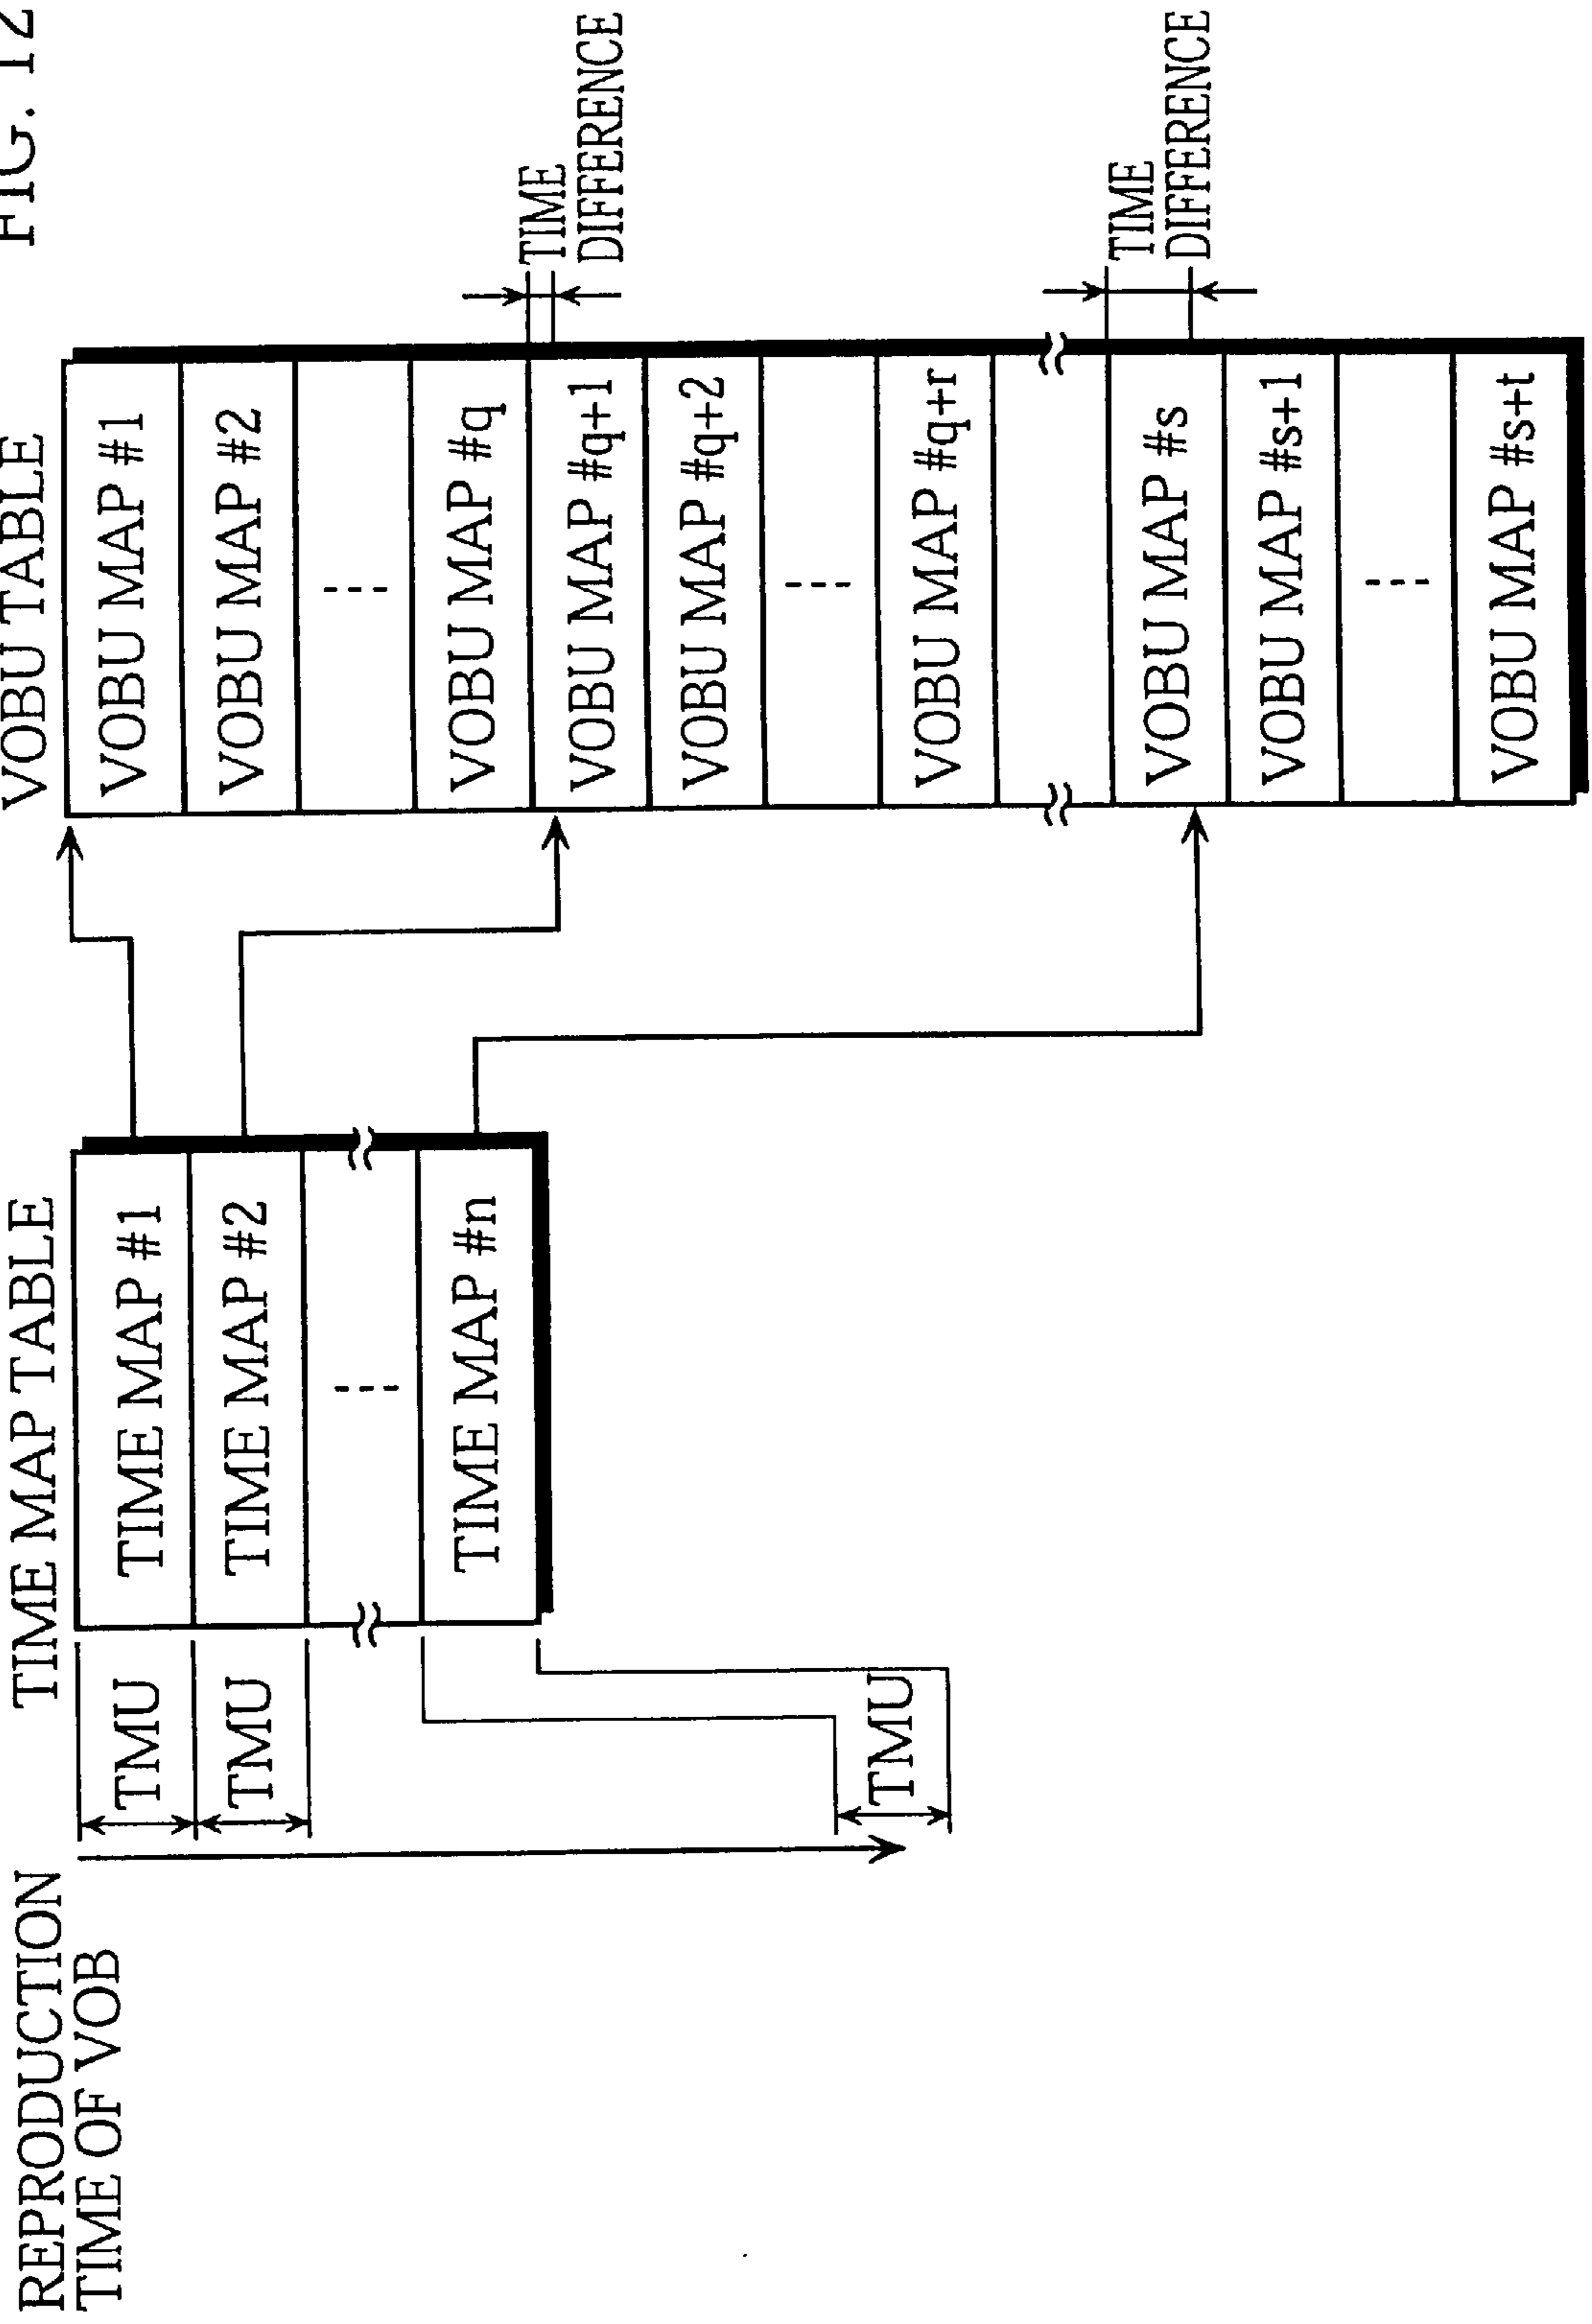 FIG. 12
REPRODUCTION
TIME OF VOB
TMU
TMU
TMU
TIME MAP TABLE
TIME MAP #1
TIME MAP #2
TIME MAP #n
VOBU TABLE
VOBU MAP #1
VOBU MAP #2
VOBU MAP #q
VOBU MAP #q+1
VOBU MAP #q+2
VOBU MAP #q+r
VOBU MAP #s
VOBU MAP #s+1
VOBU MAP #s+t
TIME
DIFFERENCE
TIME
DIFFERENCE